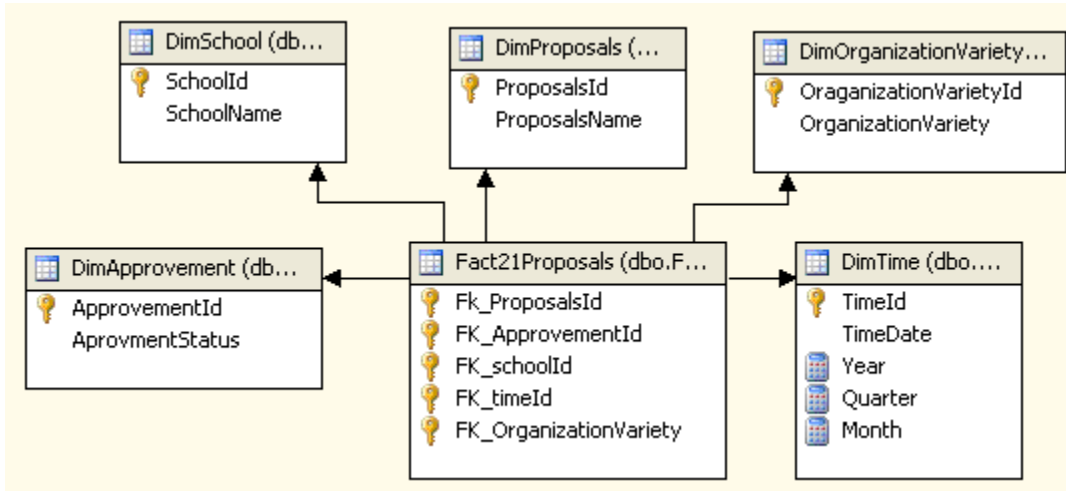 DimSchool (db...
SchoolId
SchoolName
DimProposals (...
ProposalsId
ProposalsName
DimOrganizationVariety...
OraganizationVarietyId
OrganizationVariety
DimApprovement (db...
ApprovementId
AprovmentStatus
Fact21Proposals (dbo.F...
Fk_ProposalsId
FK_ApprovementId
FK_schoolId
FK_timeId
FK_OrganizationVariety
DimTime (dbo....
TimeId
TimeDate
Year
Quarter
Month